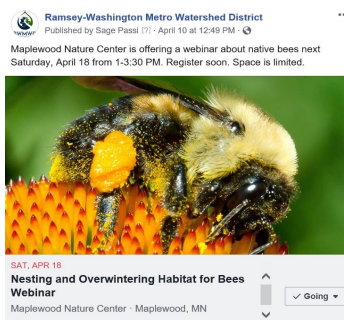 Ramsey-Washington Metro Watershed District
Published by Sage Passi [?] · April 10 at 12:49 PM ·
Maplewood Nature Center is offering a webinar about native bees next
Saturday, April 18 from 1-3:30 PM. Register soon. Space is limited.
SAT, APR 18
Nesting and Overwintering Habitat for Bees
Webinar
Maplewood Nature Center · Maplewood, MN
✓ Going